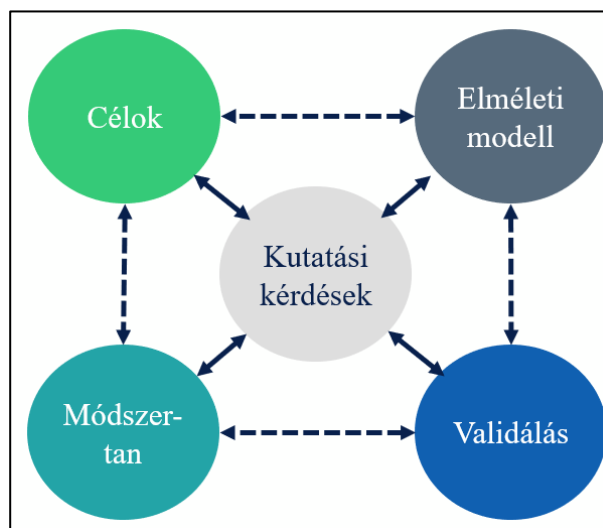 Célok
Elméleti
modell
Kutatási
kérdések
Módszer-
tan
Validálás